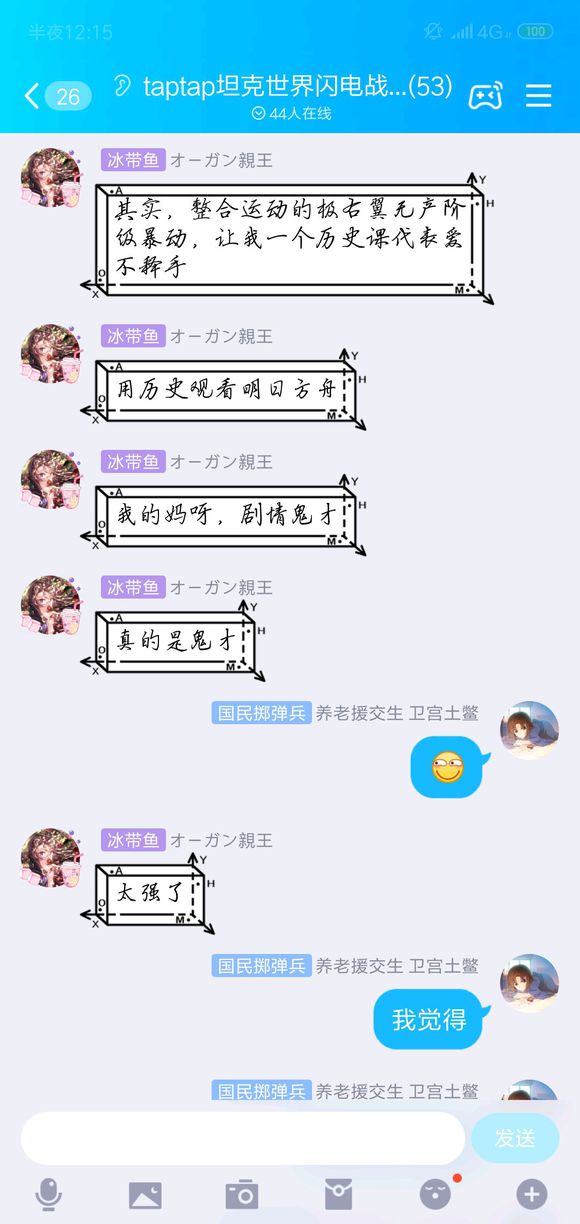 半夜12:15
4G
100
26
taptap坦克世界闪电战...(53)
44人在线
冰带鱼 オーガン親王
A
Y
其实，整合运动的极右翼无产阶
H
级暴动，让我一个历史课代表爱
不释手
O
X
M
冰带鱼 オーガン親王
A
Y
用历史观看明日方舟
H
O
X
M
冰带鱼 オーガン親王
A
Y
我的妈呀，剧情鬼才
H
O
X
M
冰带鱼 オーガン親王
A
Y
真的是鬼才
H
O
X
M
国民掷弹兵 养老援交生 卫宫土鳖
冰带鱼 オーガン親王
A
Y
太强了
H
O
X
M
国民掷弹兵 养老援交生 卫宫土鳖
我觉得
国民掷弹兵 养老援交生 卫宫土鳖
发送